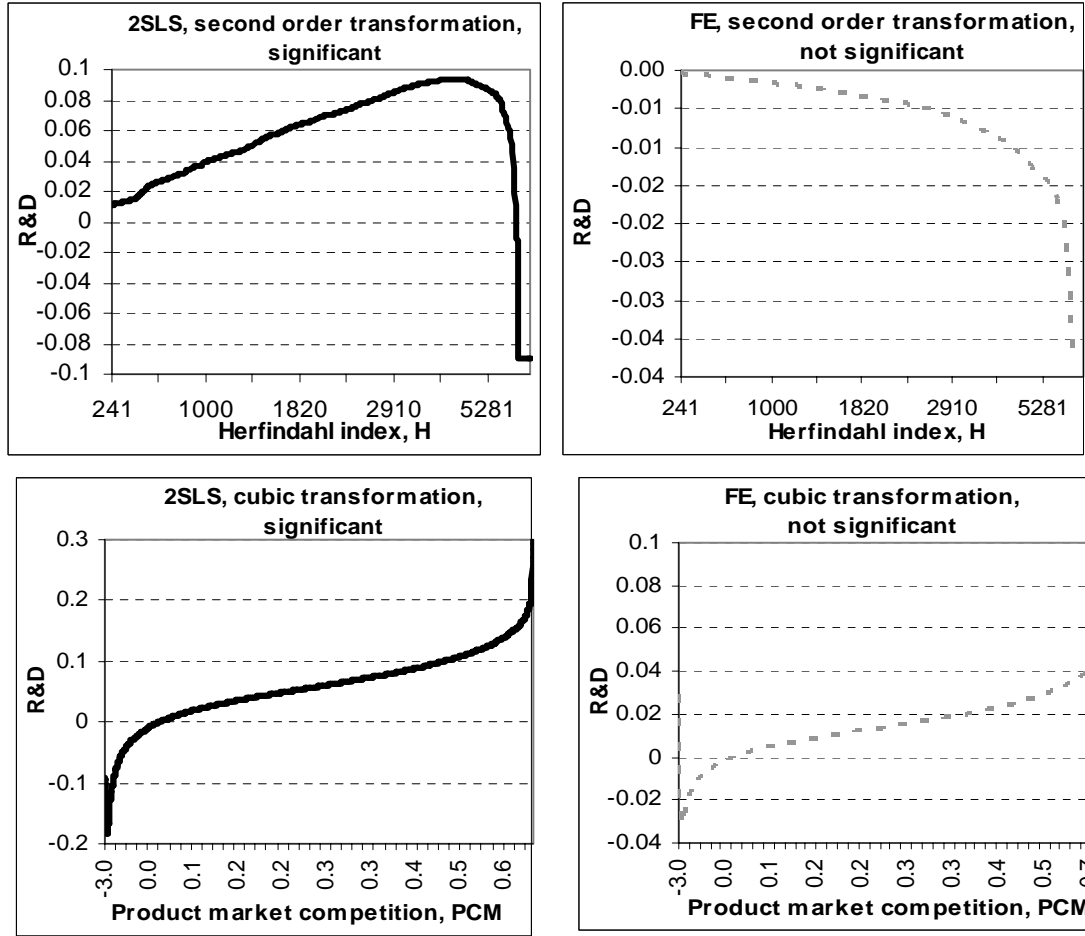 2SLS, second order transformation,
significant
0.1
0.08
0.06
0.04
0.02
0
-0.02
-0.04
-0.06
-0.08
-0.1
R&D
241 1000 1820 2910 5281
Herfindahl index, H
FE, second order transformation,
not significant
0.00
-0.01
-0.01
-0.02
-0.02
-0.03
-0.03
-0.04
-0.04
R&D
241 1000 1820 2910 5281
Herfindahl index, H
2SLS, cubic transformation,
significant
0.3
0.2
0.1
0
-0.1
-0.2
R&D
-3.0 0.0 0.1 0.2 0.2 0.3 0.3 0.4 0.5 0.6
Product market competition, PCM
FE, cubic transformation,
not significant
0.1
0.08
0.06
0.04
0.02
0
-0.02
-0.04
R&D
-3.0 0.0 0.1 0.2 0.2 0.3 0.3 0.4 0.5
Product market competition, PCM